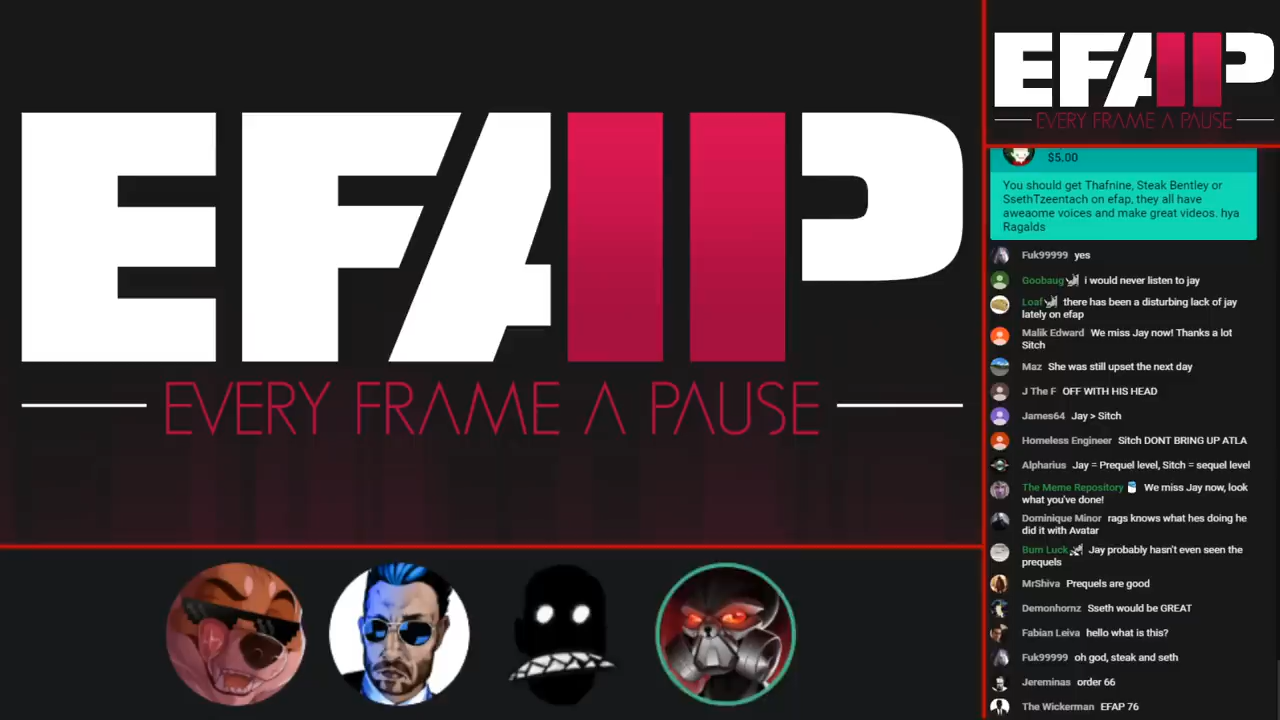 EFAP
EVERY FRAME A PAUSE
EFAP
EVERY FRAME A PAUSE
$5.00
You should get Thafnine, Steak Bentley or
SsethTzeentach on efap, they all have
aweaome voices and make great videos. hya
Ragalds
Fuk99999 yes
Goobaug i would never listen to jay
Loaf there has been a disturbing lack of jay
lately on efap
Malik Edward We miss Jay now! Thanks a lot
Sitch
Maz She was still upset the next day
J The F OFF WITH HIS HEAD
James64 Jay > Sitch
Homeless Engineer Sitch DONT BRING UP ATLA
Alpharius Jay = Prequel level, Sitch = sequel level
The Meme Repository We miss Jay now, look
what you've done!
Dominique Minor rags knows what hes doing he
did it with Avatar
Bum Luck Jay probably hasn't even seen the
prequels
MrShiva Prequels are good
Demonhornz Sseth would be GREAT
Fabian Leiva hello what is this?
Fuk99999 oh god, steak and seth
Jereminas order 66
The Wickerman EFAP 76